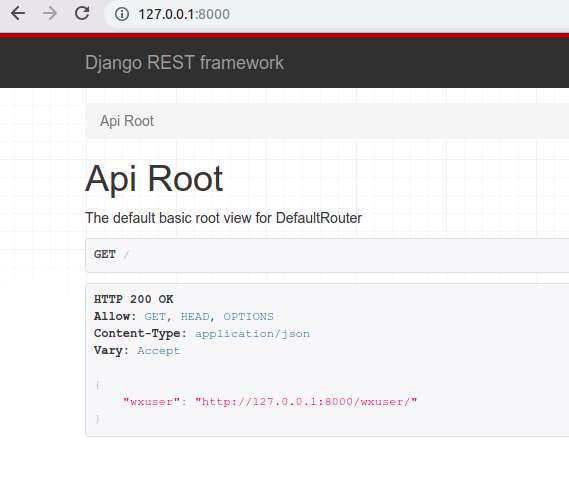 127.0.0.1:8000
Django REST framework
Api Root
Api Root
The default basic root view for DefaultRouter
GET /
HTTP 200 OK
Allow: GET, HEAD, OPTIONS
Content-Type: application/json
Vary: Accept
{
"wxuser": "http://127.0.0.1:8000/wxuser/"
}